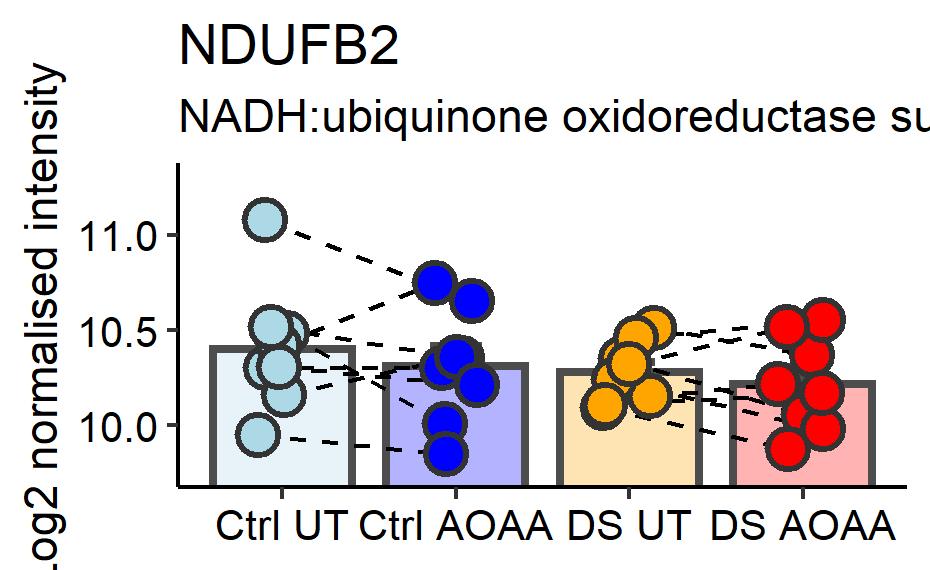 NDUFB2
NADH:ubiquinone oxidoreductase su
.og2 normalised intensity
11.0
10.5
10.0
Ctrl UT Ctrl AOAA DS UT DS AOAA